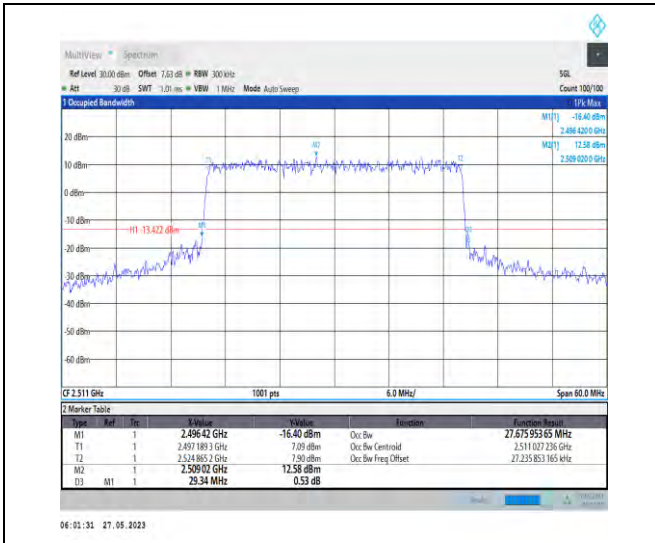 MultiView Spectrum
Ref Level 30.00 dBm Offset 7.63 dB RBW 300 kHz SGL
Att 30 dB SWT 1.01 ms VBW 1 MHz Mode Auto Sweep Count 100/100
1 Occupied Bandwidth 1Pk Max
M1[1] -16.40 dBm
2.496 420 0 GHz
M2[1] 12.58 dBm
2.509 020 0 GHz
20 dBm
M2
T1 T2
10 dBm
0 dBm
-10 dBm
H1 -13.422 dBm
M1
D3
-20 dBm
-30 dBm
-40 dBm
-50 dBm
-60 dBm
CF 2.511 GHz 1001 pts 6.0 MHz/ Span 60.0 MHz
2 Marker Table
Type Ref Trc X-Value Y-Value Function Function Result
M1 1 2.496 42 GHz -16.40 dBm Occ Bw 27.675 953 65 MHz
T1 1 2.497 189 3 GHz 7.09 dBm Occ Bw Centroid 2.511 027 236 GHz
T2 1 2.524 865 2 GHz 7.90 dBm Occ Bw Freq Offset 27.235 853 165 kHz
M2 1 2.509 02 GHz 12.58 dBm
D3 M1 1 29.34 MHz 0.53 dB
06:01:31 27.05.2023